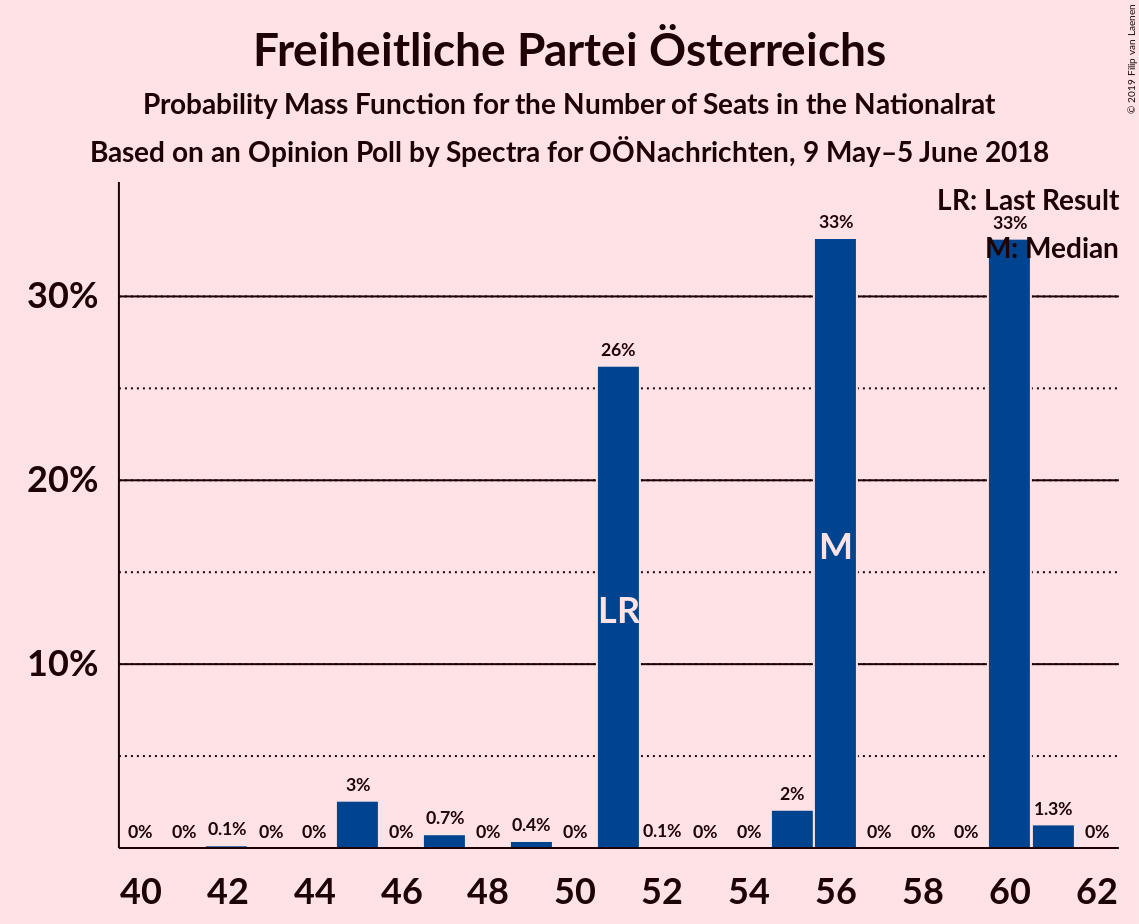 Freiheitliche Partei Österreichs
Probability Mass Function for the Number of Seats in the Nationalrat
Based on an Opinion Poll by Spectra for OÖNachrichten, 9 May–5 June 2018
© 2019 Filip van Laenen
LR: Last Result
M: Median
33% 33%
30%
26%
20%
M
LR
10%
0% 0% 0.1% 0% 0% 3% 0% 0.7% 0% 0.4% 0% 0.1% 0% 0% 2% 0% 0% 0% 1.3% 0%
40 42 44 46 48 50 52 54 56 58 60 62